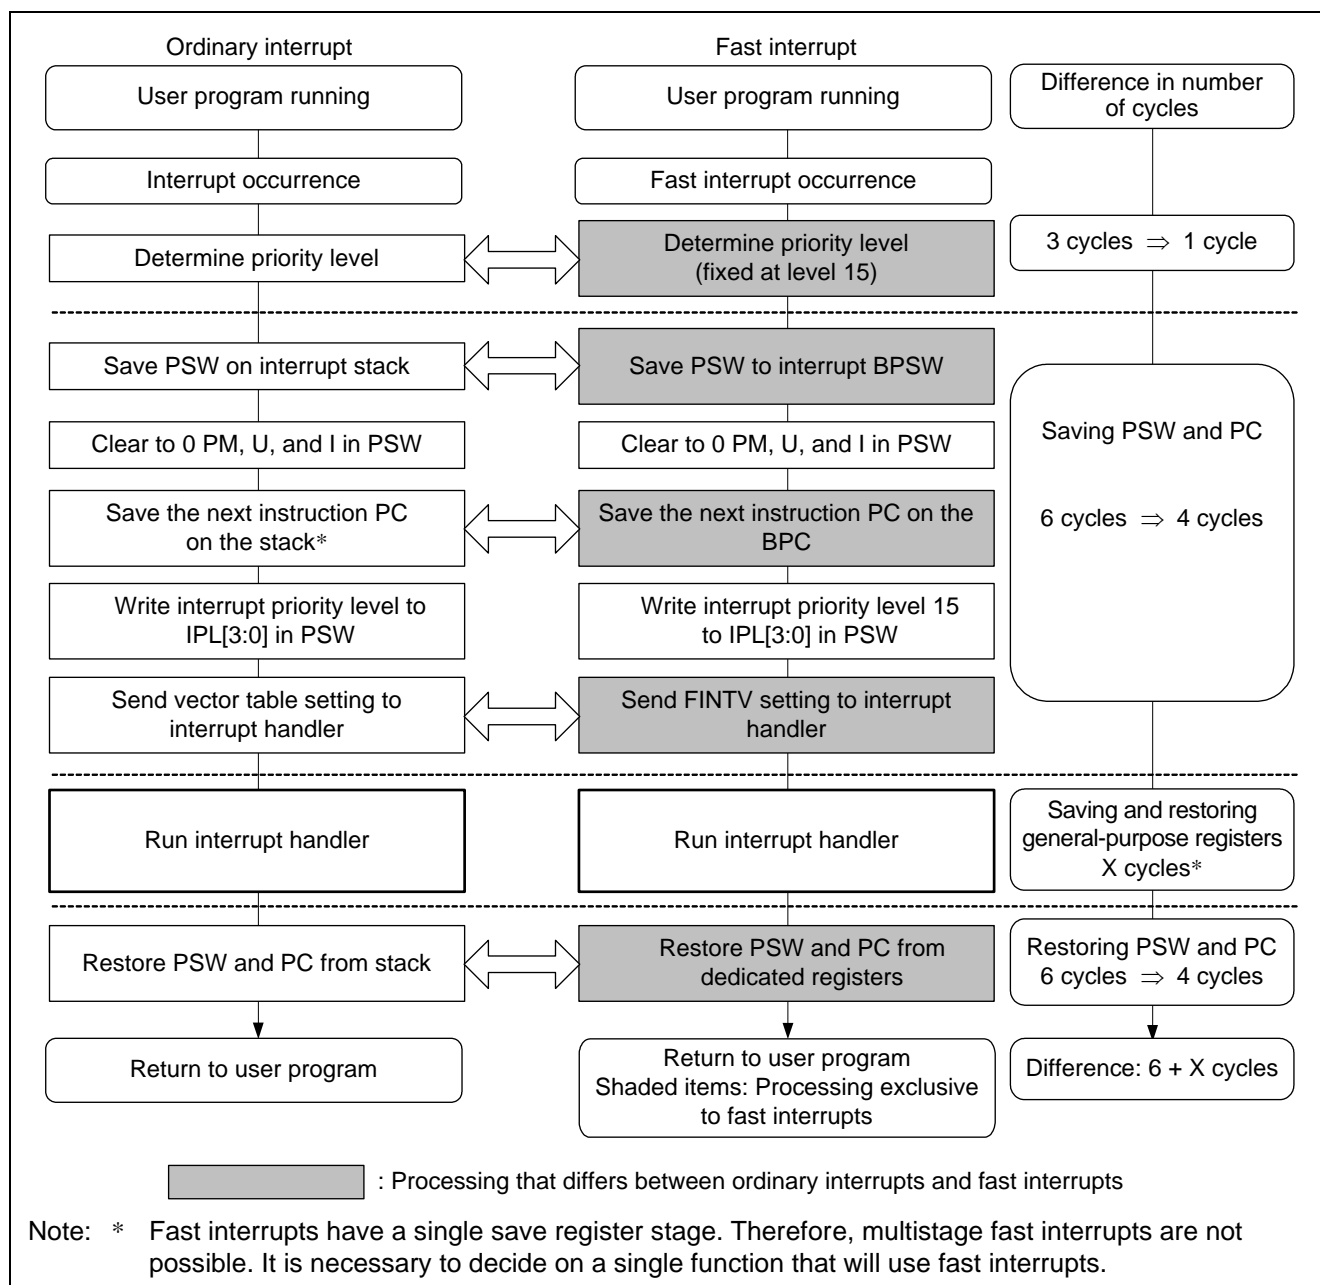 Ordinary interrupt
Fast interrupt
User program running
User program running
Difference in number
of cycles
Interrupt occurrence
Fast interrupt occurrence
Determine priority level
Determine priority level
(fixed at level 15)
3 cycles ⇒ 1 cycle
Save PSW on interrupt stack
Save PSW to interrupt BPSW
Clear to 0 PM, U, and I in PSW
Clear to 0 PM, U, and I in PSW
Saving PSW and PC
6 cycles ⇒ 4 cycles
Save the next instruction PC
on the stack*
Save the next instruction PC on the
BPC
Write interrupt priority level to
IPL[3:0] in PSW
Write interrupt priority level 15
to IPL[3:0] in PSW
Send vector table setting to
interrupt handler
Send FINTV setting to interrupt
handler
Run interrupt handler
Run interrupt handler
Saving and restoring
general-purpose registers
X cycles*
Restore PSW and PC from stack
Restore PSW and PC from
dedicated registers
Restoring PSW and PC
6 cycles ⇒ 4 cycles
Return to user program
Return to user program
Shaded items: Processing exclusive
to fast interrupts
Difference: 6 + X cycles
: Processing that differs between ordinary interrupts and fast interrupts
Note: * Fast interrupts have a single save register stage. Therefore, multistage fast interrupts are not
possible. It is necessary to decide on a single function that will use fast interrupts.